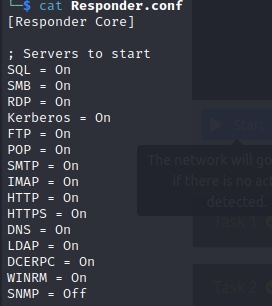 └─$ cat Responder.conf
[Responder Core]
; Servers to start
SQL = On
SMB = On
RDP = On
Kerberos = On
FTP = On
POP = On
SMTP = On
IMAP = On
HTTP = On
HTTPS = On
DNS = On
LDAP = On
DCERPC = On
WINRM = On
SNMP = Off
Start
The network will go
if there is no ac
detected.
Task 1
Task 2